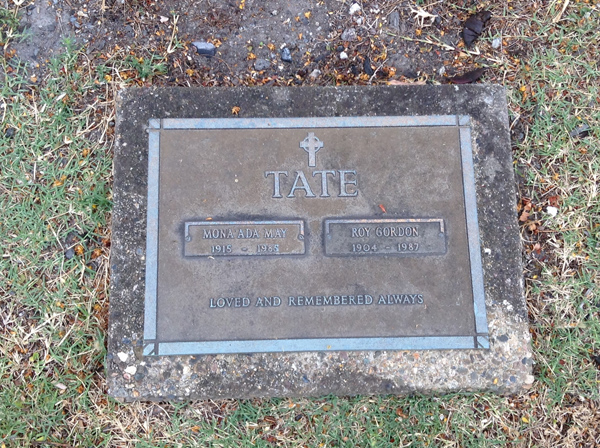 TATE
MONA ADA MAY
1915 - 1985
ROY GORDON
1904 - 1987
LOVED AND REMEMBERED ALWAYS